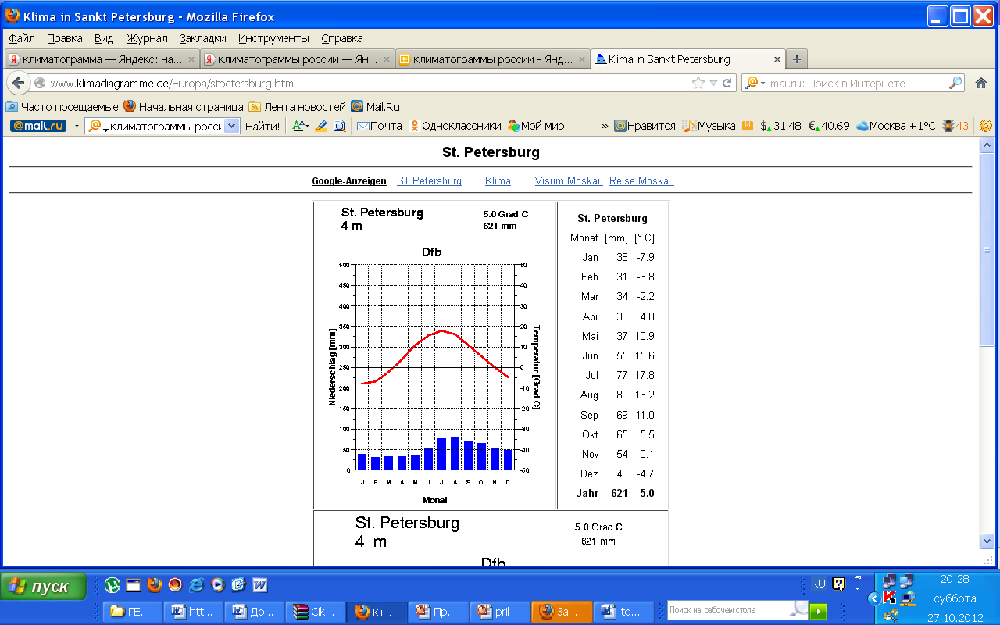 Klima in Sankt Petersburg - Mozilla Firefox
Файл Правка Вид Журнал Закладки Инструменты Справка
климатограмма — Яндекс: на... климатограммы россии — Ян... климатограммы россии - Янд... Klima in Sankt Petersburg
www.klimadiagramme.de/Europa/stpetersburg.html mail.ru: Поиск в Интернете
Часто посещаемые Начальная страница Лента новостей Mail.Ru
@mail.ru климатограммы росси Найти! Почта Одноклассники Мой мир » Нравится Музыка $ 31.48 € 40.69 Москва +1°C 43
St. Petersburg
Google-Anzeigen ST Petersburg Klima Visum Moskau Reise Moskau
St. Petersburg 5.0 Grad C
4 m 621 mm
Dfb
500 50
450 40
400 30
350 20
300 10
250 0
200 -10
150 -20
100 -30
50 -40
0 -50
Niederschlag [mm]
Temperatur [Grad C]
J F M A M J J A S O N D
Monat
St. Petersburg
Monat [mm] [° C]
Jan 38 -7.9
Feb 31 -6.8
Mar 34 -2.2
Apr 33 4.0
Mai 37 10.9
Jun 55 15.6
Jul 77 17.8
Aug 80 16.2
Sep 69 11.0
Okt 65 5.5
Nov 54 0.1
Dez 48 -4.7
Jahr 621 5.0
St. Petersburg 5.0 Grad C
4 m 621 mm
Dfb
пуск RU 20:28
суббота
ГЕ... htt... До... Cik... Kli... Пр... pril За... ito... Поиск на рабочем столе 27.10.2012